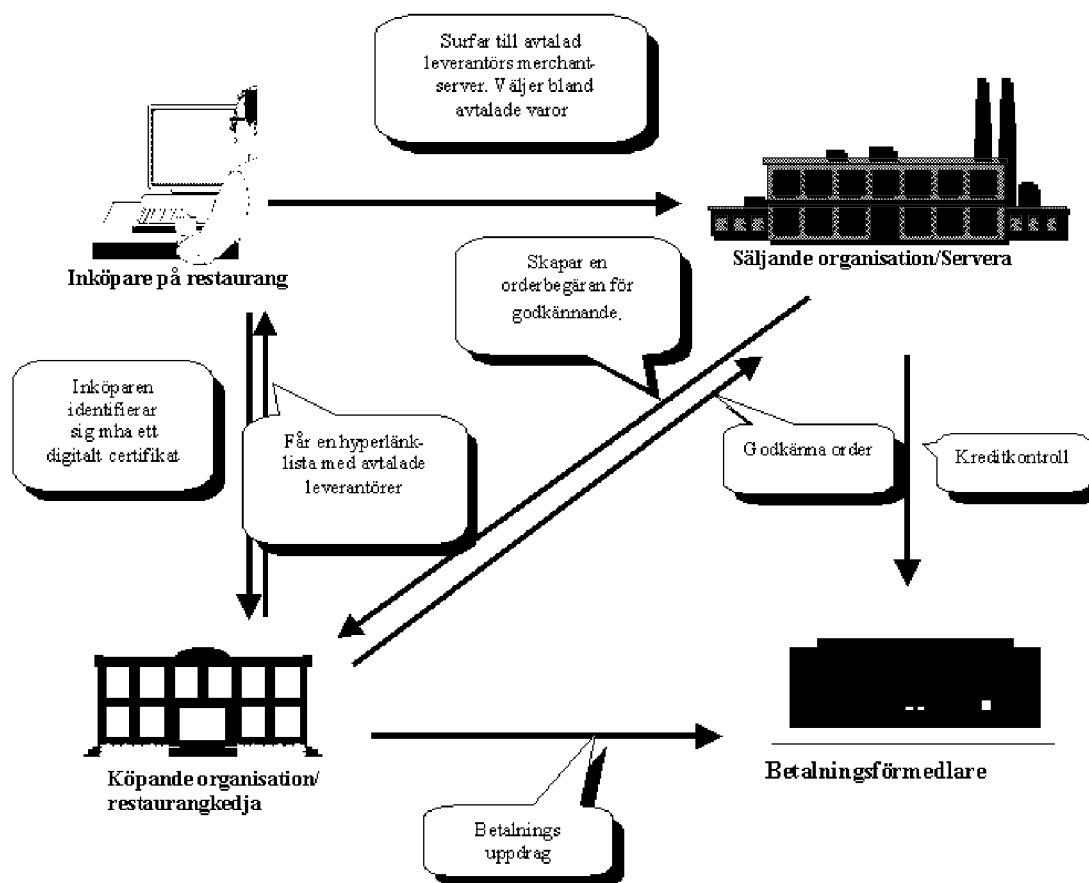 Surfar till avtalad
leverantörs merchant-
server. Väljer bland
avtalade varor
Inköpare på restaurang
Säljande organisation/Servera
Skapar en
orderbegäran för
godkännande.
Inköparen
identifierar
sig mha ett
digitalt certifikat
Får en hyperlänk-
lista med avtalade
leverantörer
Godkänna order
Kreditkontroll
Köpande organisation/
restaurangkedja
Betalningsförmedlare
Betalnings
uppdrag